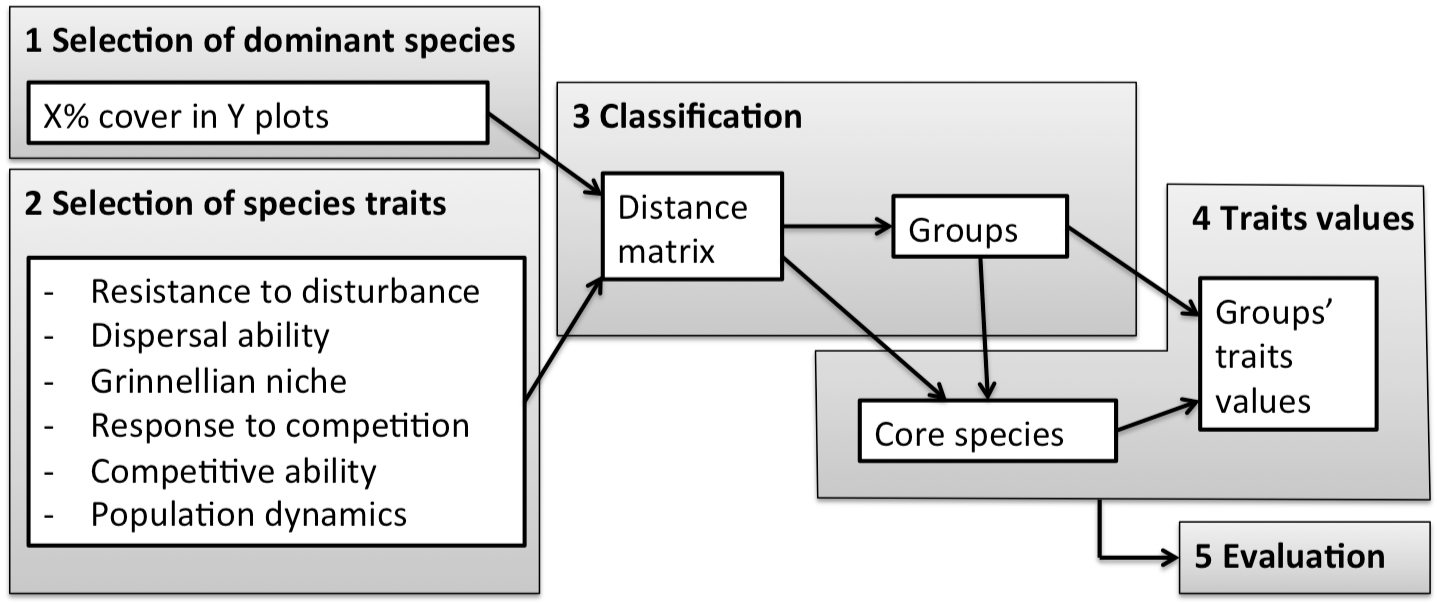 1 Selection of dominant species
X% cover in Y plots
2 Selection of species traits
- Resistance to disturbance
- Dispersal ability
- Grinnellian niche
- Response to competition
- Competitive ability
- Population dynamics
3 Classification
Distance
matrix
Groups
Core species
4 Traits values
Groups’
traits
values
5 Evaluation